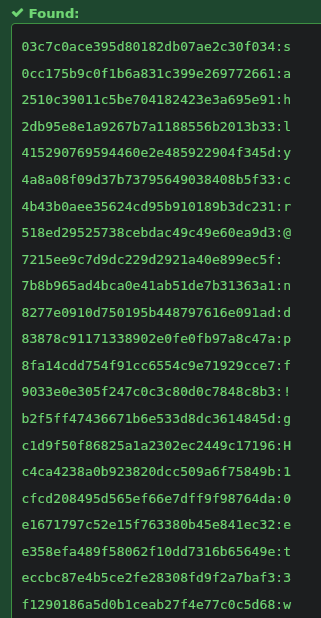 ✔ Found:
03c7c0ace395d80182db07ae2c30f034:s
0cc175b9c0f1b6a831c399e269772661:a
2510c39011c5be704182423e3a695e91:h
2db95e8e1a9267b7a1188556b2013b33:l
415290769594460e2e485922904f345d:y
4a8a08f09d37b73795649038408b5f33:c
4b43b0aee35624cd95b910189b3dc231:r
518ed29525738cebdac49c49e60ea9d3:@
7215ee9c7d9dc229d2921a40e899ec5f:
7b8b965ad4bca0e41ab51de7b31363a1:n
8277e0910d750195b448797616e091ad:d
83878c91171338902e0fe0fb97a8c47a:p
8fa14cdd754f91cc6554c9e71929cce7:f
9033e0e305f247c0c3c80d0c7848c8b3:!
b2f5ff47436671b6e533d8dc3614845d:g
c1d9f50f86825a1a2302ec2449c17196:H
c4ca4238a0b923820dcc509a6f75849b:1
cfcd208495d565ef66e7dff9f98764da:0
e1671797c52e15f763380b45e841ec32:e
e358efa489f58062f10dd7316b65649e:t
eccbc87e4b5ce2fe28308fd9f2a7baf3:3
f1290186a5d0b1ceab27f4e77c0c5d68:w